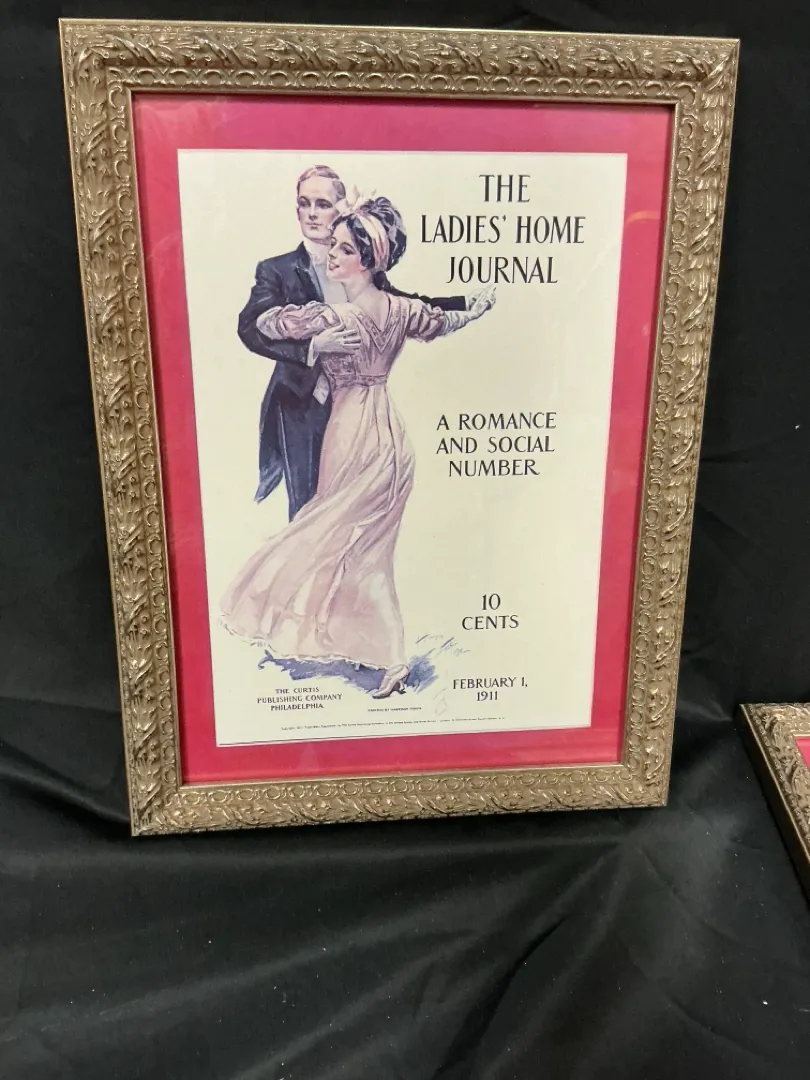 THE
LADIES' HOME
JOURNAL
A ROMANCE
AND SOCIAL
NUMBER
10
CENTS
THE CURTIS
PUBLISHING COMPANY
PHILADELPHIA
FEBRUARY 1,
1911